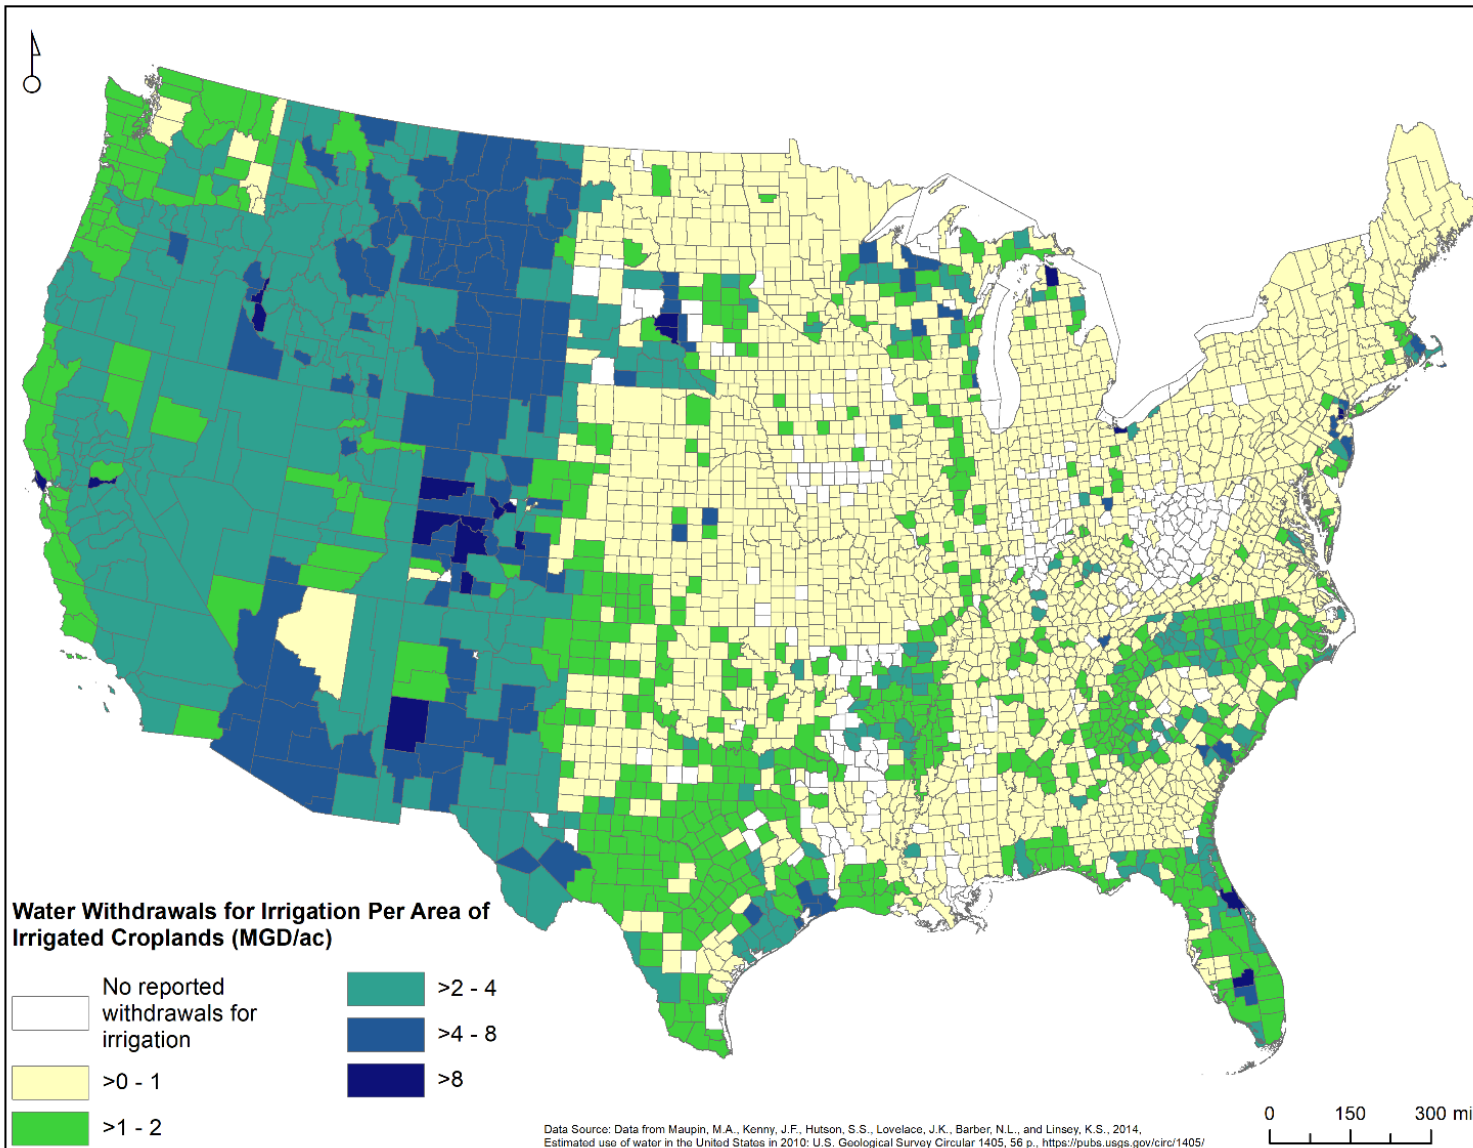 Water Withdrawals for Irrigation Per Area of
Irrigated Croplands (MGD/ac)
No reported
withdrawals for
irrigation
>0 - 1
>1 - 2
>2 - 4
>4 - 8
>8
Data Source: Data from Maupin, M.A., Kenny, J.F., Hutson, S.S., Lovelace, J.K., Barber, N.L., and Linsey, K.S., 2014,
Estimated use of water in the United States in 2010: U.S. Geological Survey Circular 1405, 56 p., https://pubs.usgs.gov/circ/1405/
0 150 300 mi